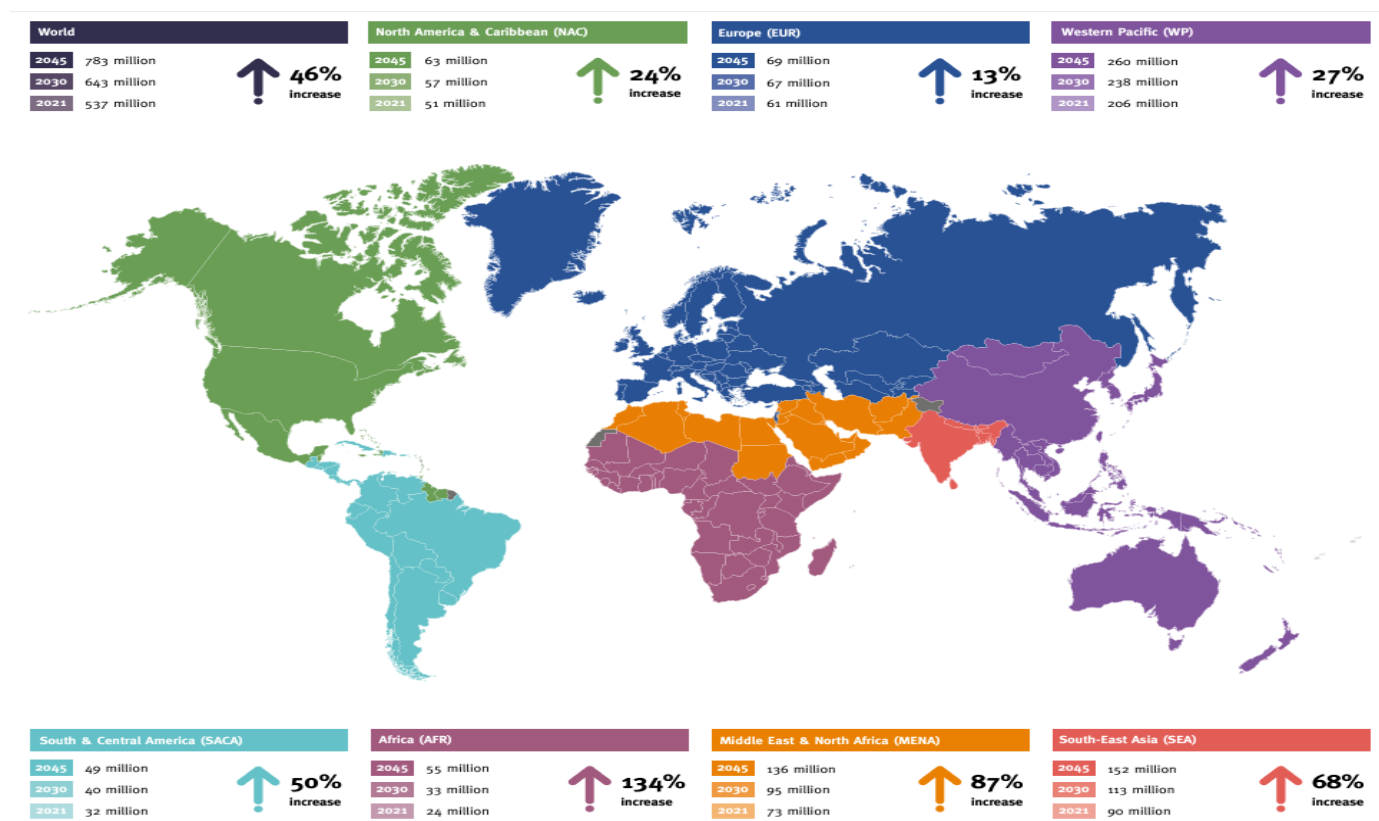 World
2045 783 million
2030 643 million
2021 537 million
46%
increase
North America & Caribbean (NAC)
2045 63 million
2030 57 million
2021 51 million
24%
increase
Europe (EUR)
2045 69 million
2030 67 million
2021 61 million
13%
increase
Western Pacific (WP)
2045 260 million
2030 238 million
2021 206 million
27%
increase
South & Central America (SACA)
2045 49 million
2030 40 million
2021 32 million
50%
increase
Africa (AFR)
2045 55 million
2030 33 million
2021 24 million
134%
increase
Middle East & North Africa (MENA)
2045 136 million
2030 95 million
2021 73 million
87%
increase
South-East Asia (SEA)
2045 152 million
2030 113 million
2021 90 million
68%
increase